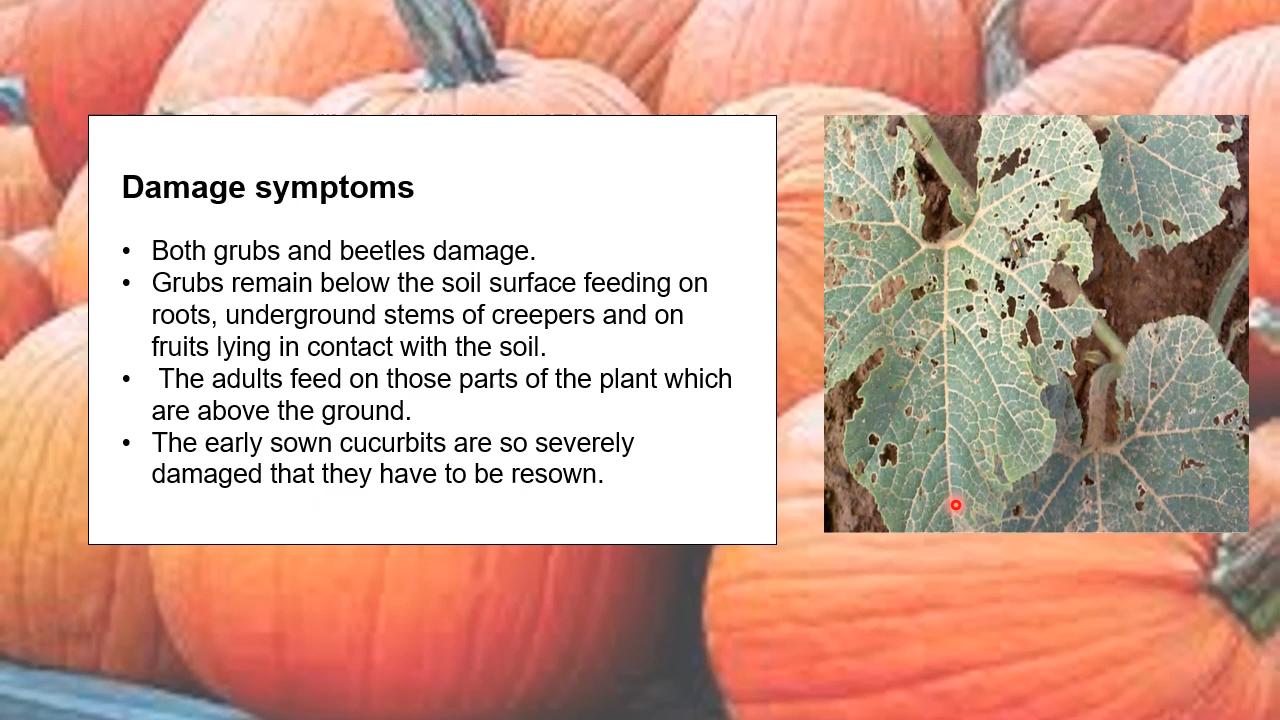 Damage symptoms
• Both grubs and beetles damage.
• Grubs remain below the soil surface feeding on
roots, underground stems of creepers and on
fruits lying in contact with the soil.
• The adults feed on those parts of the plant which
are above the ground.
• The early sown cucurbits are so severely
damaged that they have to be resown.